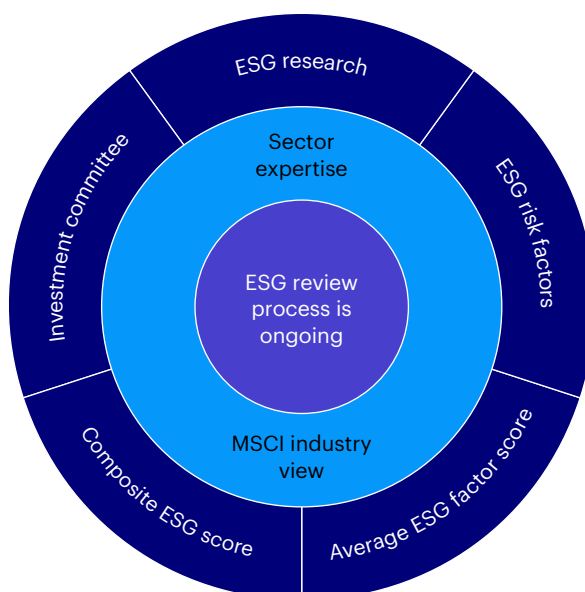 ESG research
ESG risk factors
Average ESG factor score
Composite ESG score
Investment committee
Sector
expertise
ESG review
process is
ongoing
MSCI industry
view